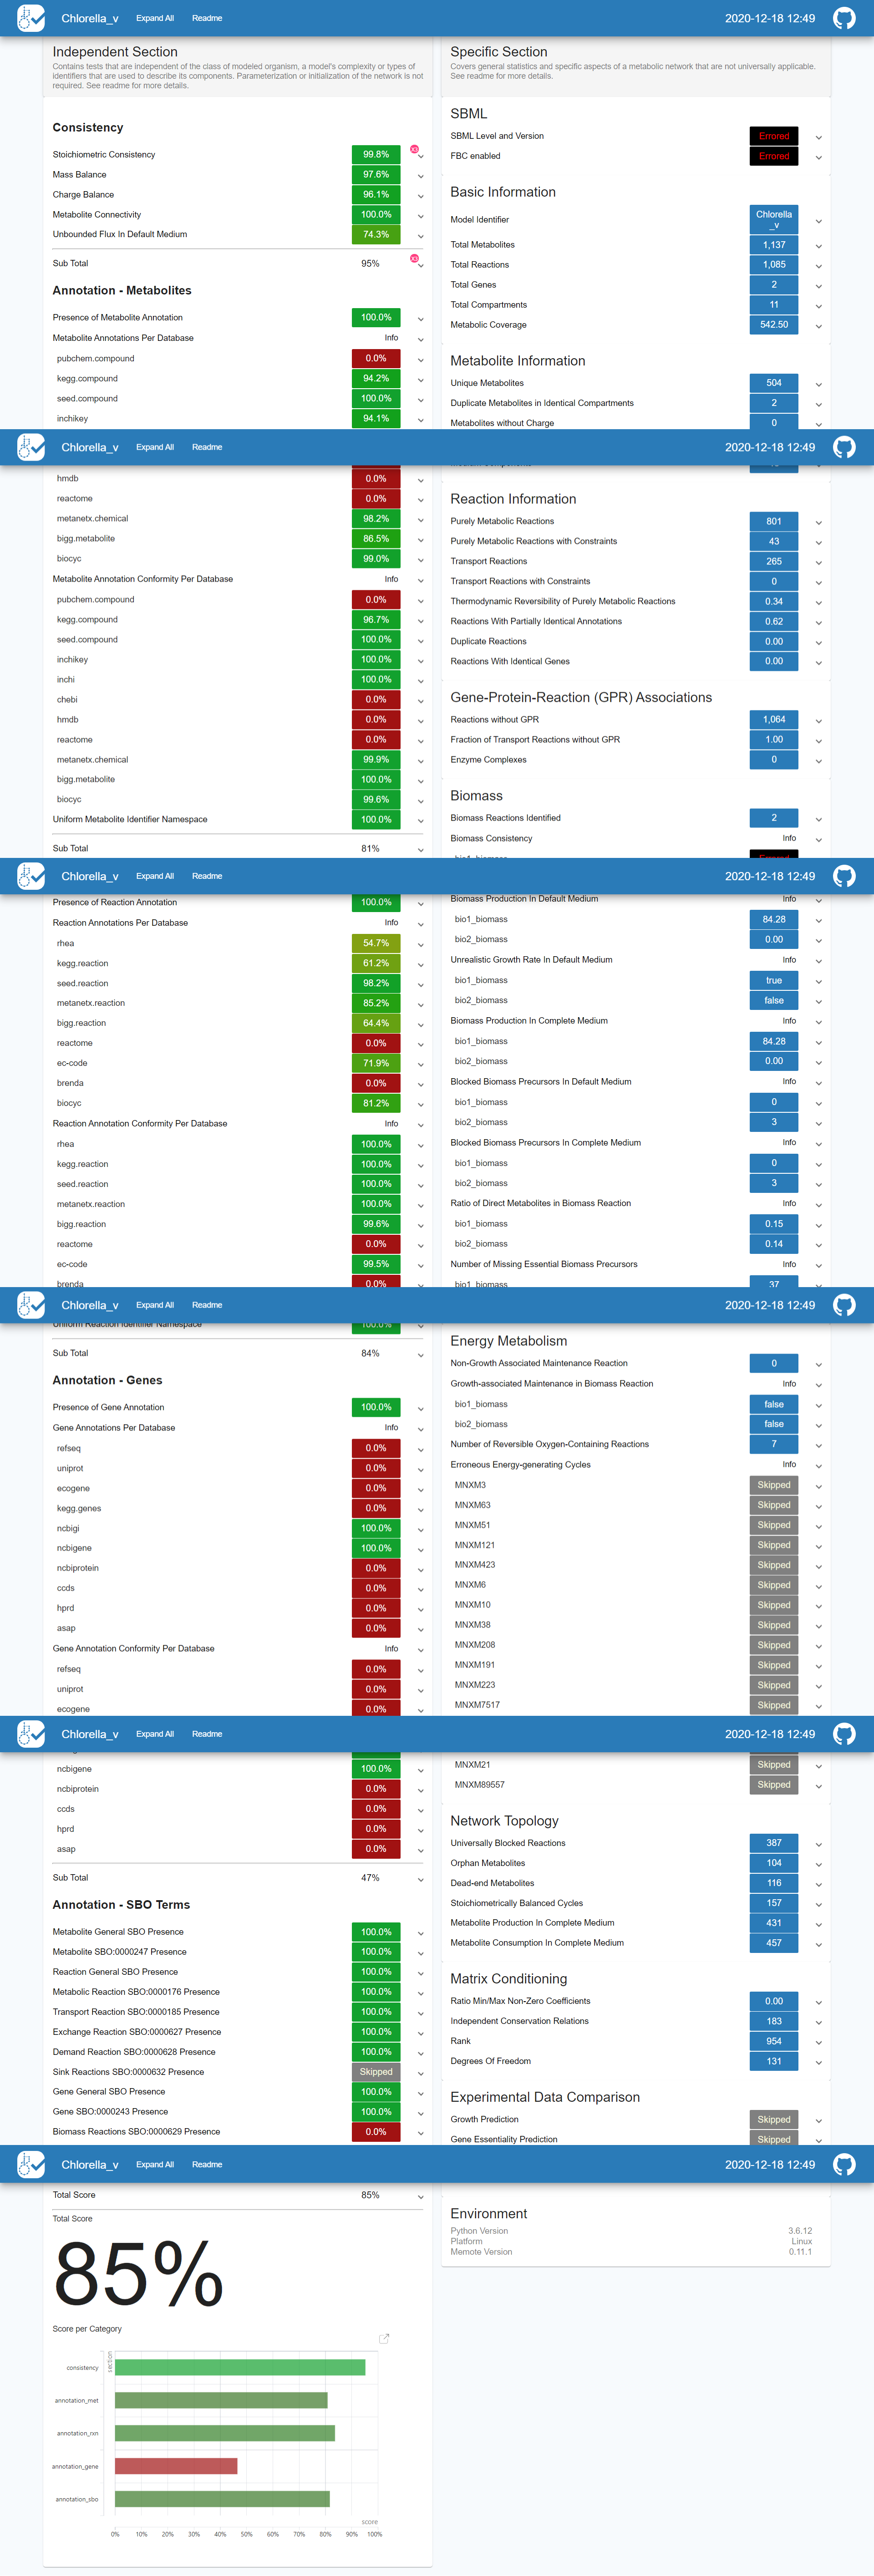 Chlorella_v Expand All Readme 2020-12-18 12:49
Independent Section
Contains tests that are independent of the class of modeled organism, a model's complexity or types of
identifiers that are used to describe its components. Parameterization or initialization of the network is not
required. See readme for more details.
Consistency
Stoichiometric Consistency 99.8% x3
Mass Balance 97.6%
Charge Balance 96.1%
Metabolite Connectivity 100.0%
Unbounded Flux In Default Medium 74.3%
Sub Total 95% x3
Annotation - Metabolites
Presence of Metabolite Annotation 100.0%
Metabolite Annotations Per Database Info
pubchem.compound 0.0%
kegg.compound 94.2%
seed.compound 100.0%
inchikey 94.1%
Specific Section
Covers general statistics and specific aspects of a metabolic network that are not universally applicable.
See readme for more details.
SBML
SBML Level and Version Errored
FBC enabled Errored
Basic Information
Model Identifier Chlorella
_v
Total Metabolites 1,137
Total Reactions 1,085
Total Genes 2
Total Compartments 11
Metabolic Coverage 542.50
Metabolite Information
Unique Metabolites 504
Duplicate Metabolites in Identical Compartments 2
Metabolites without Charge 0
Chlorella_v Expand All Readme 2020-12-18 12:49
hmdb 0.0%
reactome 0.0%
metanetx.chemical 98.2%
bigg.metabolite 86.5%
biocyc 99.0%
Metabolite Annotation Conformity Per Database Info
pubchem.compound 0.0%
kegg.compound 96.7%
seed.compound 100.0%
inchikey 100.0%
inchi 100.0%
chebi 0.0%
hmdb 0.0%
reactome 0.0%
metanetx.chemical 99.9%
bigg.metabolite 100.0%
biocyc 99.6%
Uniform Metabolite Identifier Namespace 100.0%
Sub Total 81%
Reaction Information
Purely Metabolic Reactions 801
Purely Metabolic Reactions with Constraints 43
Transport Reactions 265
Transport Reactions with Constraints 0
Thermodynamic Reversibility of Purely Metabolic Reactions 0.34
Reactions With Partially Identical Annotations 0.62
Duplicate Reactions 0.00
Reactions With Identical Genes 0.00
Gene-Protein-Reaction (GPR) Associations
Reactions without GPR 1,064
Fraction of Transport Reactions without GPR 1.00
Enzyme Complexes 0
Biomass
Biomass Reactions Identified 2
Biomass Consistency Info
Chlorella_v Expand All Readme 2020-12-18 12:49
Presence of Reaction Annotation 100.0%
Reaction Annotations Per Database Info
rhea 54.7%
kegg.reaction 61.2%
seed.reaction 98.2%
metanetx.reaction 85.2%
bigg.reaction 64.4%
reactome 0.0%
ec-code 71.9%
brenda 0.0%
biocyc 81.2%
Reaction Annotation Conformity Per Database Info
rhea 100.0%
kegg.reaction 100.0%
seed.reaction 100.0%
metanetx.reaction 100.0%
bigg.reaction 99.6%
reactome 0.0%
ec-code 99.5%
brenda 0.0%
Biomass Production In Default Medium Info
bio1_biomass 84.28
bio2_biomass 0.00
Unrealistic Growth Rate In Default Medium Info
bio1_biomass true
bio2_biomass false
Biomass Production In Complete Medium Info
bio1_biomass 84.28
bio2_biomass 0.00
Blocked Biomass Precursors In Default Medium Info
bio1_biomass 0
bio2_biomass 3
Blocked Biomass Precursors In Complete Medium Info
bio1_biomass 0
bio2_biomass 3
Ratio of Direct Metabolites in Biomass Reaction Info
bio1_biomass 0.15
bio2_biomass 0.14
Number of Missing Essential Biomass Precursors Info
bio1_biomass 37
Chlorella_v Expand All Readme 2020-12-18 12:49
Uniform Reaction Identifier Namespace 100.0%
Sub Total 84%
Annotation - Genes
Presence of Gene Annotation 100.0%
Gene Annotations Per Database Info
refseq 0.0%
uniprot 0.0%
ecogene 0.0%
kegg.genes 0.0%
ncbigi 100.0%
ncbigene 100.0%
ncbiprotein 0.0%
ccds 0.0%
hprd 0.0%
asap 0.0%
Gene Annotation Conformity Per Database Info
refseq 0.0%
uniprot 0.0%
ecogene 0.0%
Energy Metabolism
Non-Growth Associated Maintenance Reaction 0
Growth-associated Maintenance in Biomass Reaction Info
bio1_biomass false
bio2_biomass false
Number of Reversible Oxygen-Containing Reactions 7
Erroneous Energy-generating Cycles Info
MNXM3 Skipped
MNXM63 Skipped
MNXM51 Skipped
MNXM121 Skipped
MNXM423 Skipped
MNXM6 Skipped
MNXM10 Skipped
MNXM38 Skipped
MNXM208 Skipped
MNXM191 Skipped
MNXM223 Skipped
MNXM7517 Skipped
Chlorella_v Expand All Readme 2020-12-18 12:49
ncbigene 100.0%
ncbiprotein 0.0%
ccds 0.0%
hprd 0.0%
asap 0.0%
Sub Total 47%
Annotation - SBO Terms
Metabolite General SBO Presence 100.0%
Metabolite SBO:0000247 Presence 100.0%
Reaction General SBO Presence 100.0%
Metabolic Reaction SBO:0000176 Presence 100.0%
Transport Reaction SBO:0000185 Presence 100.0%
Exchange Reaction SBO:0000627 Presence 100.0%
Demand Reaction SBO:0000628 Presence 100.0%
Sink Reactions SBO:0000632 Presence Skipped
Gene General SBO Presence 100.0%
Gene SBO:0000243 Presence 100.0%
Biomass Reactions SBO:0000629 Presence 0.0%
MNXM21 Skipped
MNXM89557 Skipped
Network Topology
Universally Blocked Reactions 387
Orphan Metabolites 104
Dead-end Metabolites 116
Stoichiometrically Balanced Cycles 157
Metabolite Production In Complete Medium 431
Metabolite Consumption In Complete Medium 457
Matrix Conditioning
Ratio Min/Max Non-Zero Coefficients 0.00
Independent Conservation Relations 183
Rank 954
Degrees Of Freedom 131
Experimental Data Comparison
Growth Prediction Skipped
Gene Essentiality Prediction Skipped
Chlorella_v Expand All Readme 2020-12-18 12:49
Total Score 85%
Total Score
85%
Score per Category
section
consistency
annotation_met
annotation_rxn
annotation_gene
annotation_sbo
score
0% 10% 20% 30% 40% 50% 60% 70% 80% 90% 100%
Environment
Python Version 3.6.12
Platform Linux
Memote Version 0.11.1